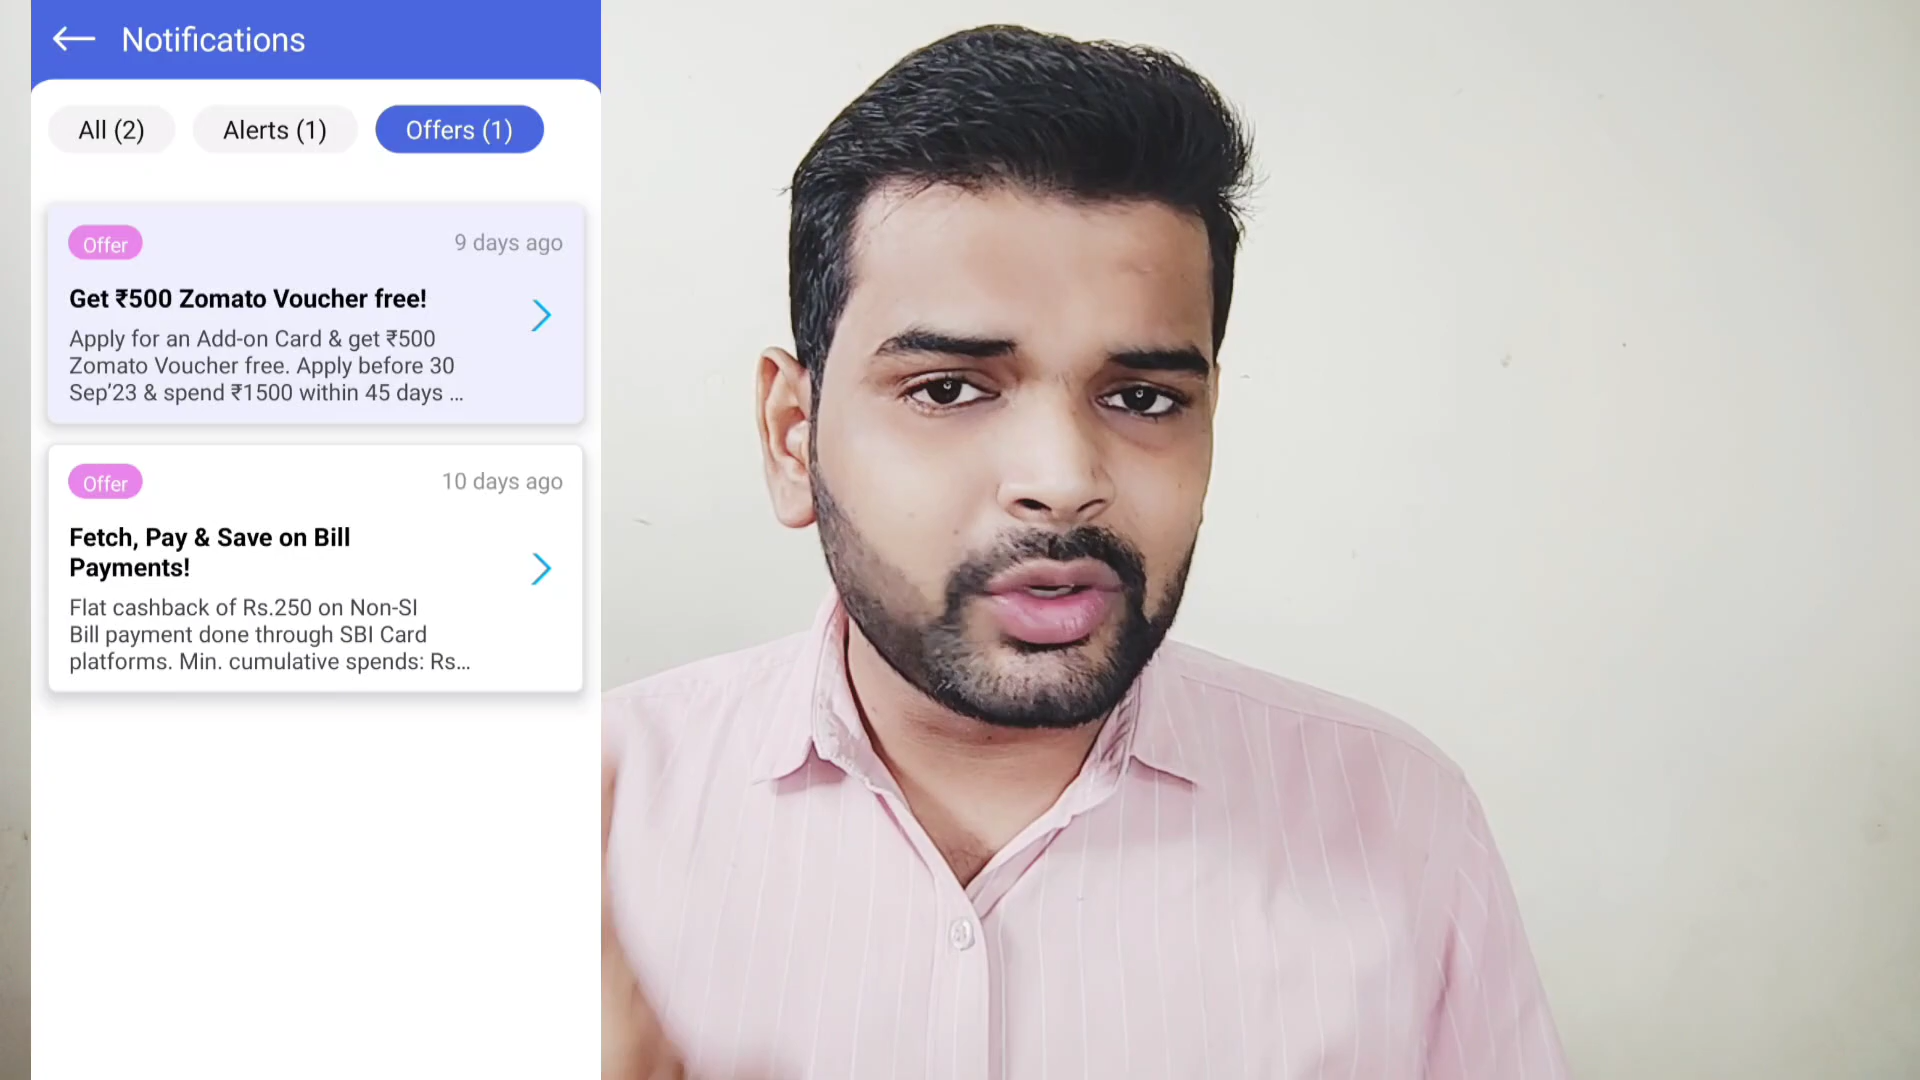 Notifications
All (2) Alerts (1) Offers (1)
Offer 9 days ago
Get ₹500 Zomato Voucher free!
Apply for an Add-on Card & get ₹500
Zomato Voucher free. Apply before 30
Sep’23 & spend ₹1500 within 45 days ...
Offer 10 days ago
Fetch, Pay & Save on Bill
Payments!
Flat cashback of Rs.250 on Non-SI
Bill payment done through SBI Card
platforms. Min. cumulative spends: Rs...